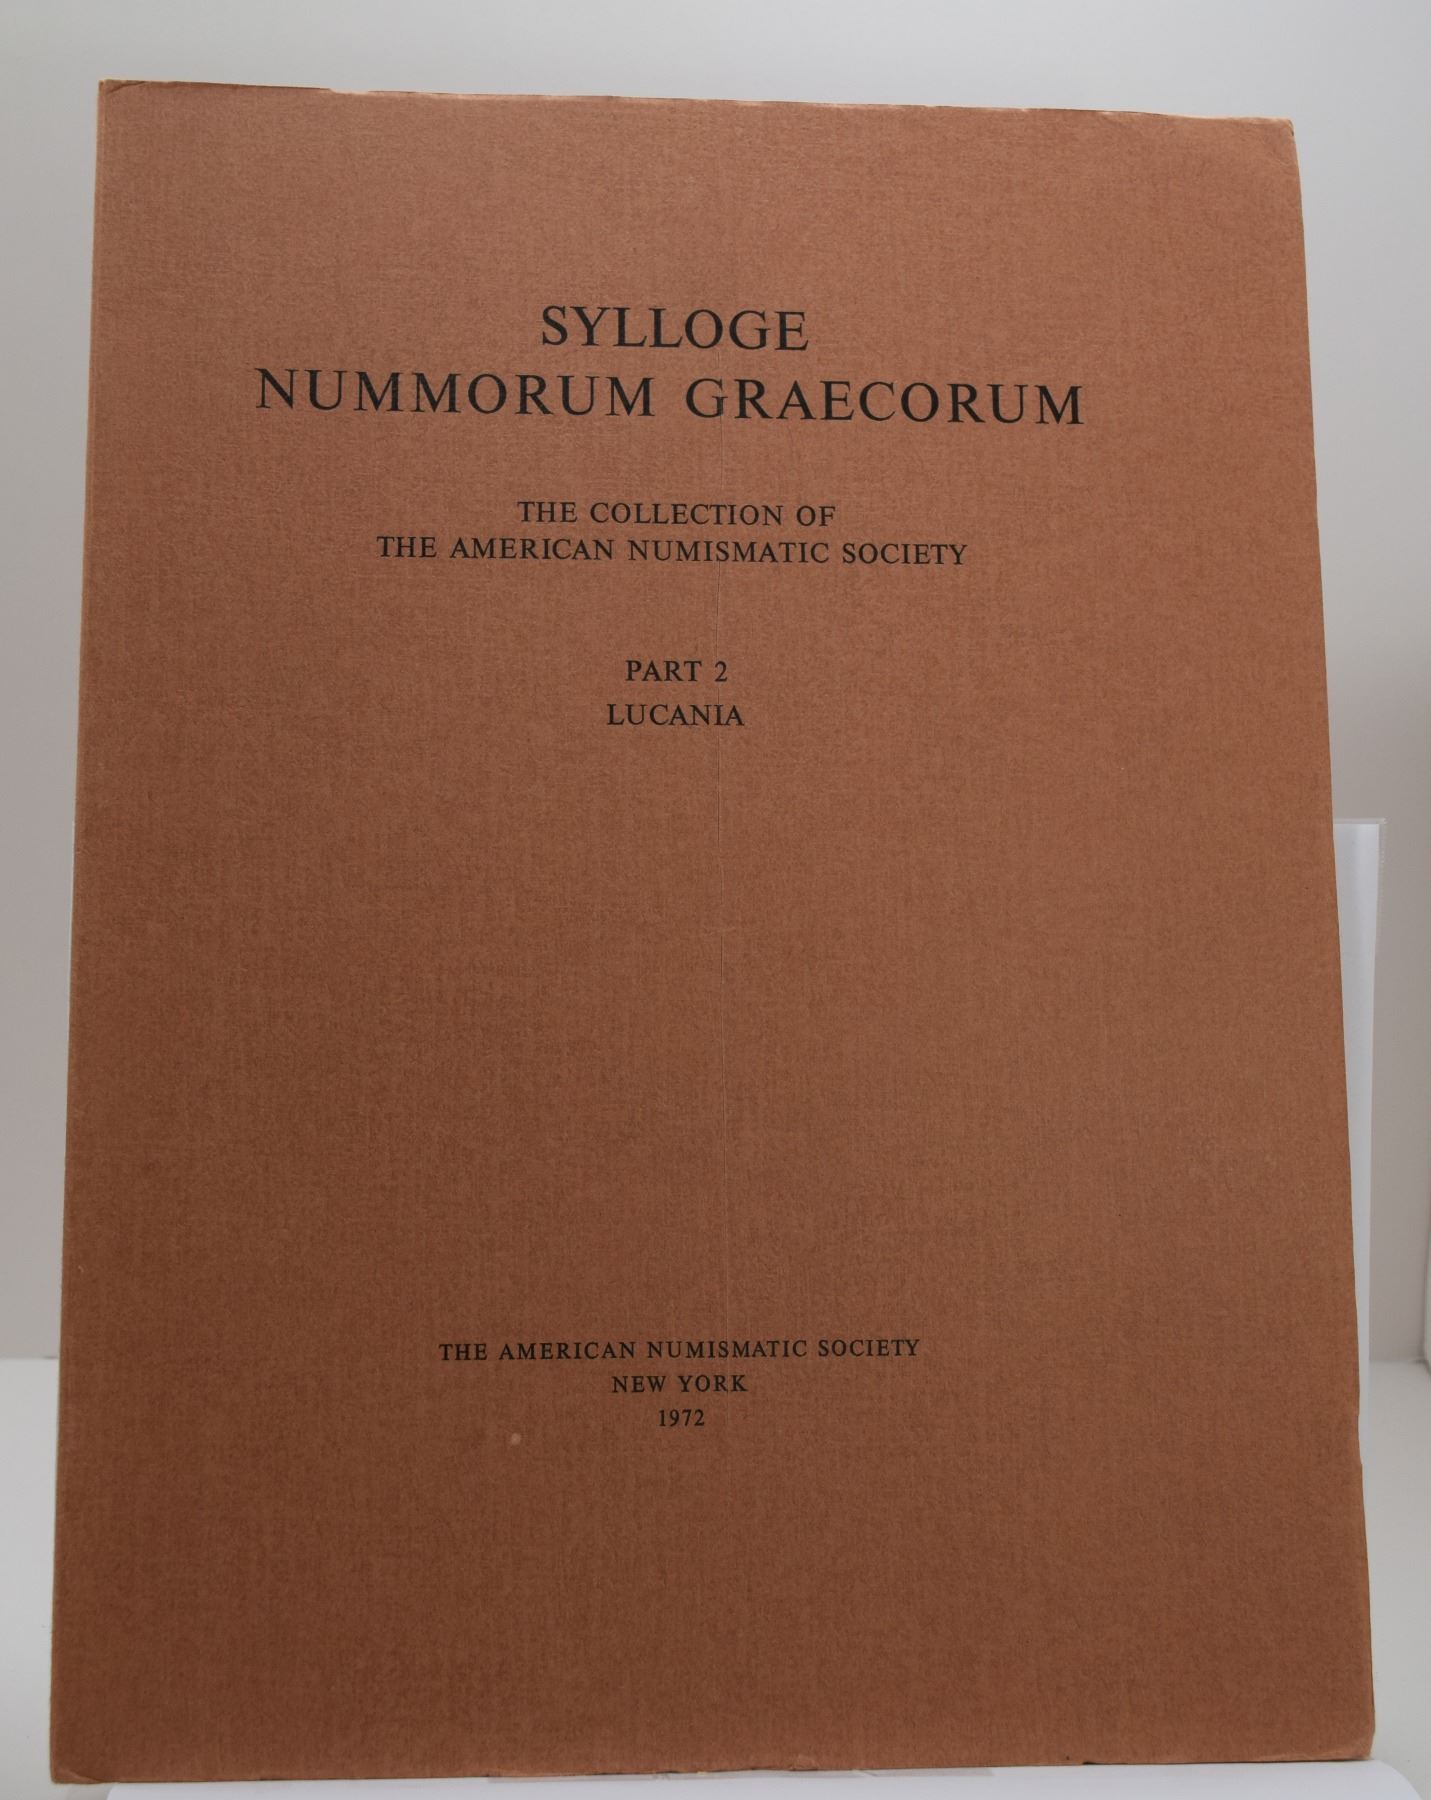 SYLLOGE
NUMMORUM GRAECORUM
THE COLLECTION OF
THE AMERICAN NUMISMATIC SOCIETY
PART 2
LUCANIA
THE AMERICAN NUMISMATIC SOCIETY
NEW YORK
1972